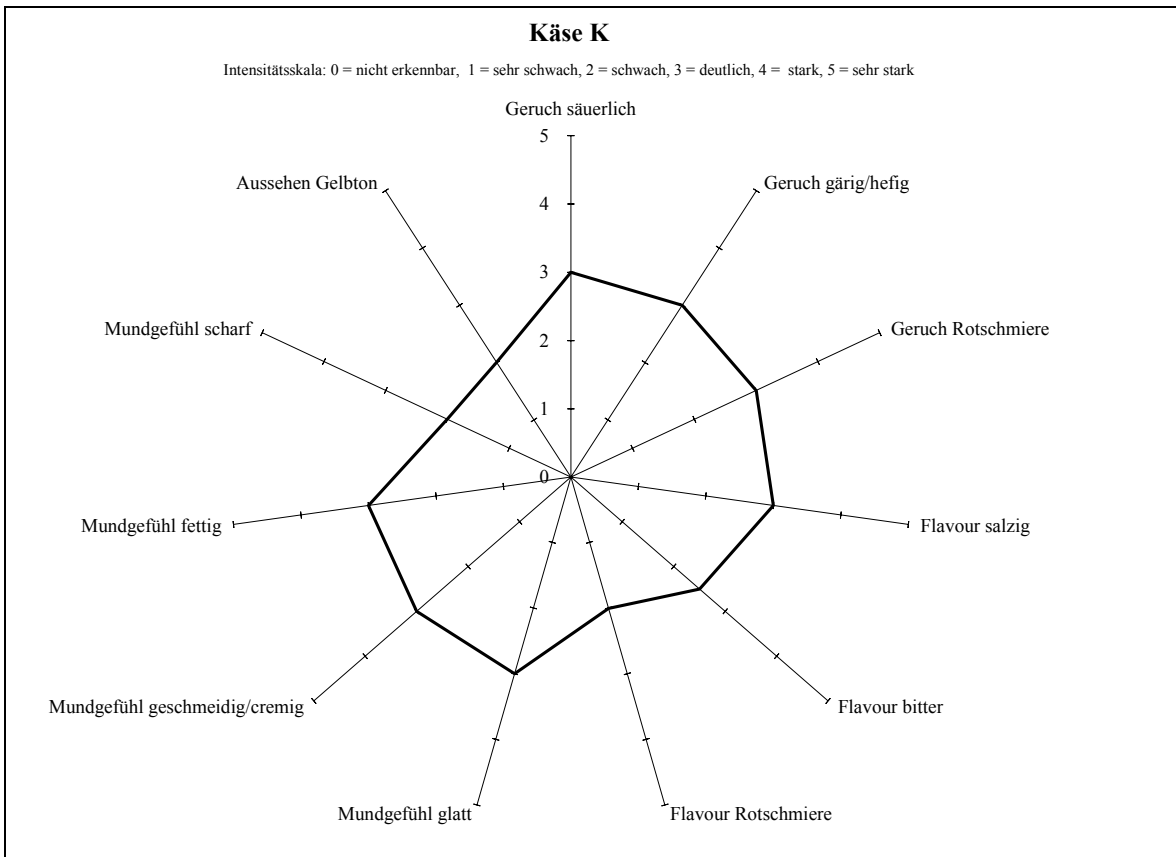 Käse K
Intensitätsskala: 0 = nicht erkennbar,  1 = sehr schwach, 2 = schwach, 3 = deutlich, 4 =  stark, 5 = sehr stark
Geruch säuerlich
5
Aussehen Gelbton
Geruch gärig/hefig
4
3
Mundgefühl scharf
Geruch Rotschmiere
2
1
0
Mundgefühl fettig
Flavour salzig
Mundgefühl geschmeidig/cremig
Flavour bitter
Mundgefühl glatt
Flavour Rotschmiere